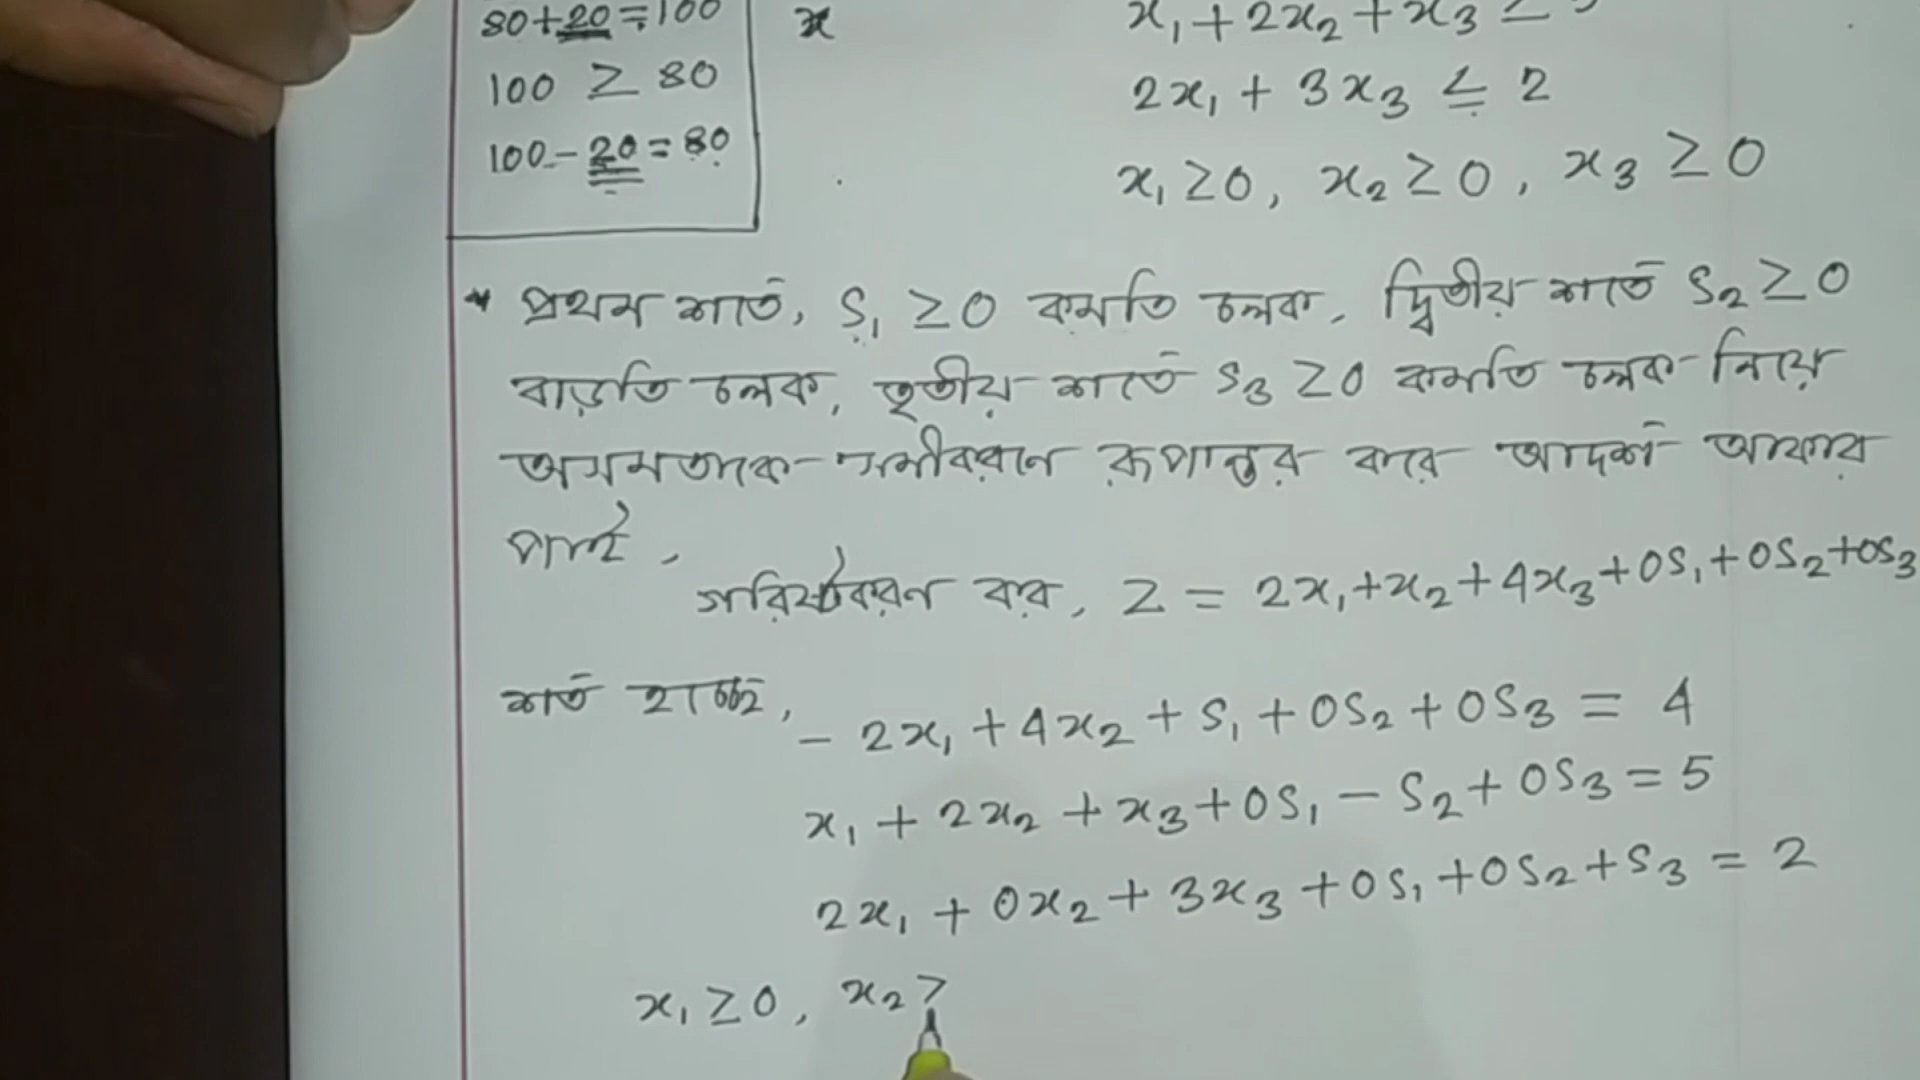 80+20=100
100 ≥ 80
100-20=80
x
x₁+2x₂+x₃ ≥ 5
2x₁ + 3x₃ ≤ 2
x₁ ≥0, x₂ ≥0, x₃ ≥0
* প্রথম শর্তে, S₁ ≥0 কমতি চলক, দ্বিতীয় শর্তে S₂ ≥0
বাড়তি চলক, তৃতীয় শর্তে S₃ ≥0 কমতি চলক নিয়ে
অসমতাকে সমীকরণে রূপান্তর করে আদর্শ আকার
পাই,
গরিষ্ঠকরণ কর, Z = 2x₁+x₂+4x₃+0S₁+0S₂+0S₃
শর্ত হচ্ছে,
- 2x₁ +4x₂ + S₁ + 0S₂ + 0S₃ = 4
x₁ + 2x₂ + x₃+0S₁ - S₂+ 0S₃ = 5
2x₁ + 0x₂ + 3x₃ +0S₁ +0S₂+S₃ = 2
x₁ ≥0, x₂ >